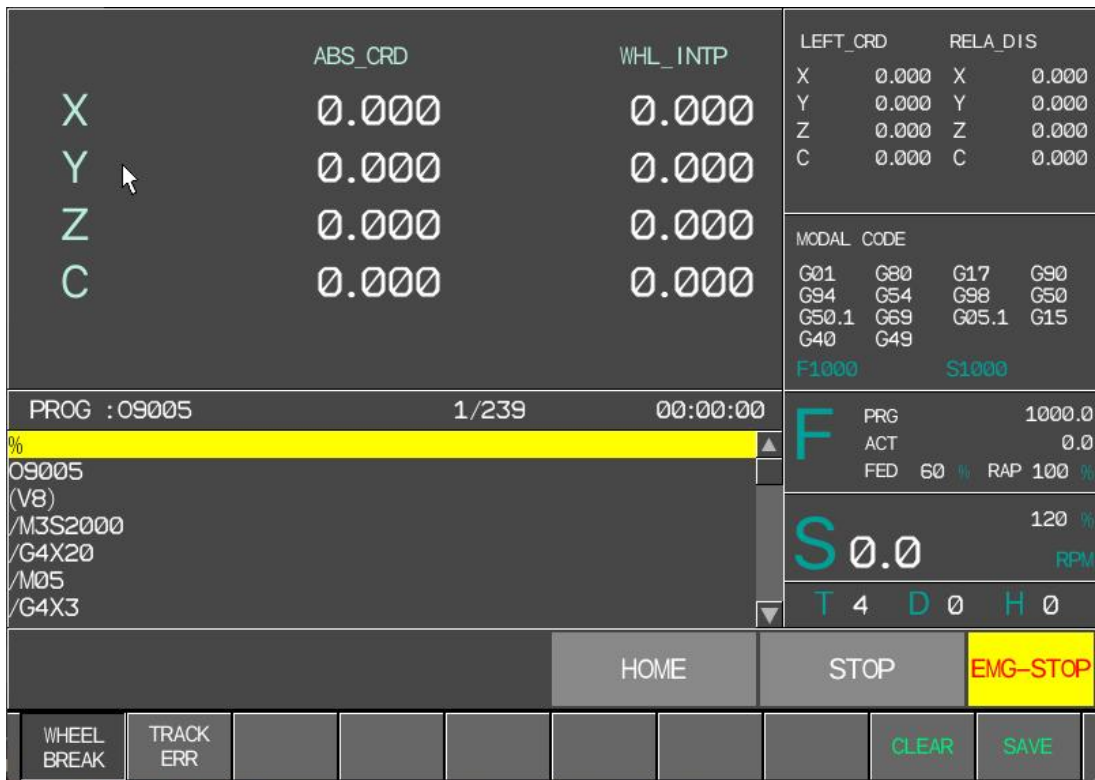 ABS_CRD WHL_INTP
X 0.000 0.000
Y 0.000 0.000
Z 0.000 0.000
C 0.000 0.000
LEFT_CRD RELA_DIS
X 0.000 X 0.000
Y 0.000 Y 0.000
Z 0.000 Z 0.000
C 0.000 C 0.000
MODAL CODE
G01 G80 G17 G90
G94 G54 G98 G50
G50.1 G69 G05.1 G15
G40 G49
F1000 S1000
PROG :O9005 1/239 00:00:00
%
O9005
(V8)
/M3S2000
/G4X20
/M05
/G4X3
F PRG 1000.0
ACT 0.0
FED 60 % RAP 100 %
S 0.0 120 %
RPM
T 4 D 0 H 0
HOME STOP EMG-STOP
WHEEL BREAK
TRACK ERR
CLEAR SAVE